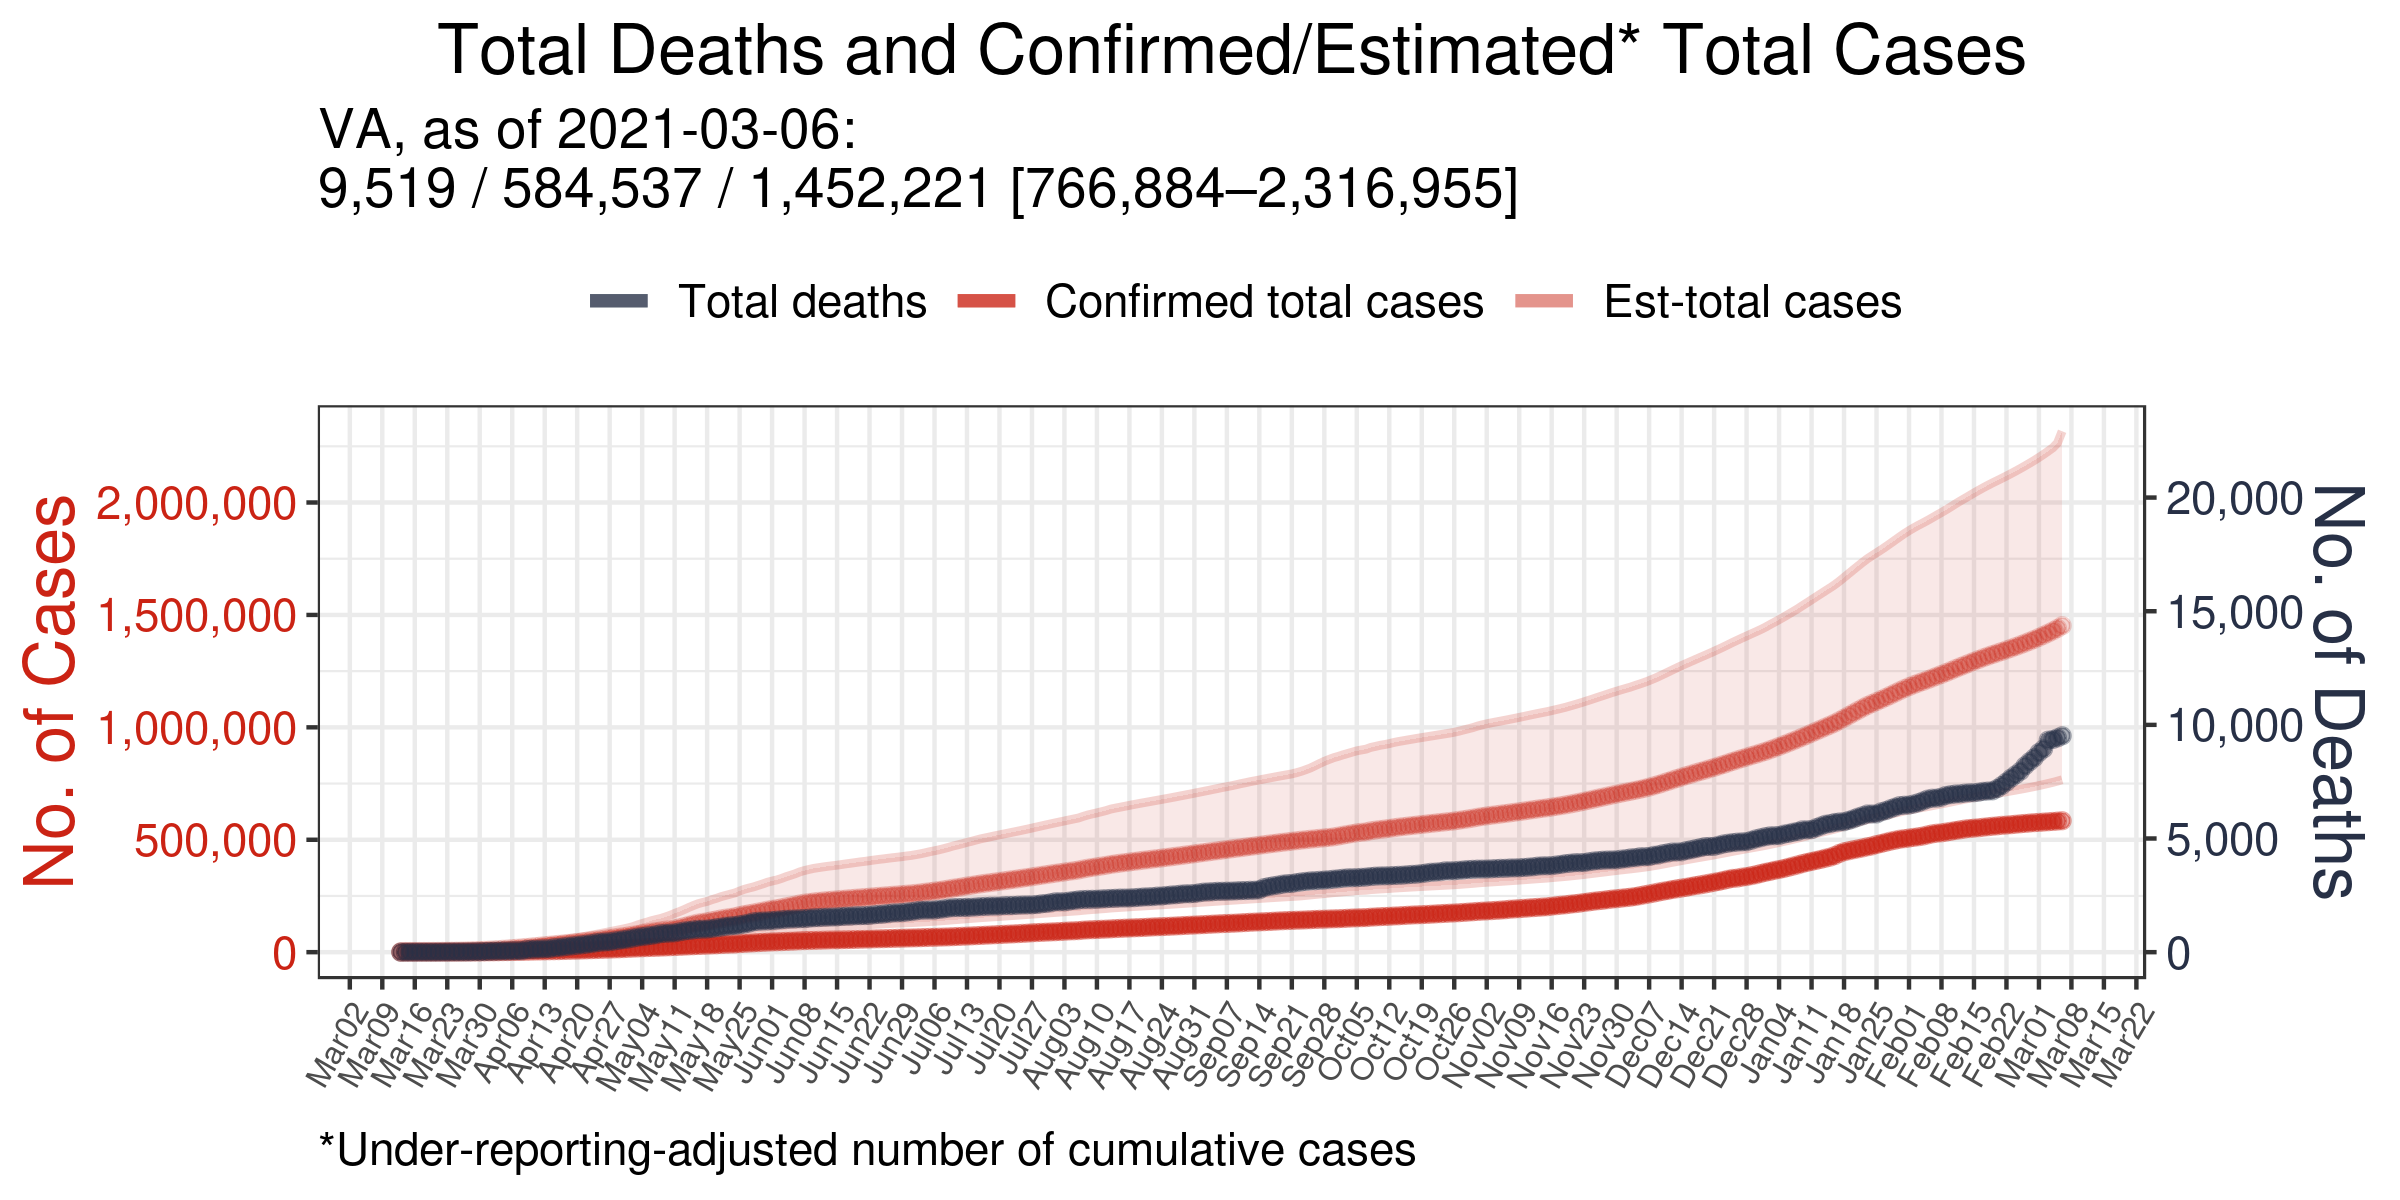 Total Deaths and Confirmed/Estimated* Total Cases
VA, as of 2021-03-06:
9,519 / 584,537 / 1,452,221 [766,884–2,316,955]
Total deaths Confirmed total cases Est-total cases
No. of Cases
2,000,000
1,500,000
1,000,000
500,000
0
20,000
15,000
10,000
5,000
0
No. of Deaths
Mar02 Mar09 Mar16 Mar23 Mar30 Apr06 Apr13 Apr20 Apr27 May04 May11 May18 May25 Jun01 Jun08 Jun15 Jun22 Jun29 Jul06 Jul13 Jul20 Jul27 Aug03 Aug10 Aug17 Aug24 Aug31 Sep07 Sep14 Sep21 Sep28 Oct05 Oct12 Oct19 Oct26 Nov02 Nov09 Nov16 Nov23 Nov30 Dec07 Dec14 Dec21 Dec28 Jan04 Jan11 Jan18 Jan25 Feb01 Feb08 Feb15 Feb22 Mar01 Mar08 Mar15 Mar22
*Under-reporting-adjusted number of cumulative cases